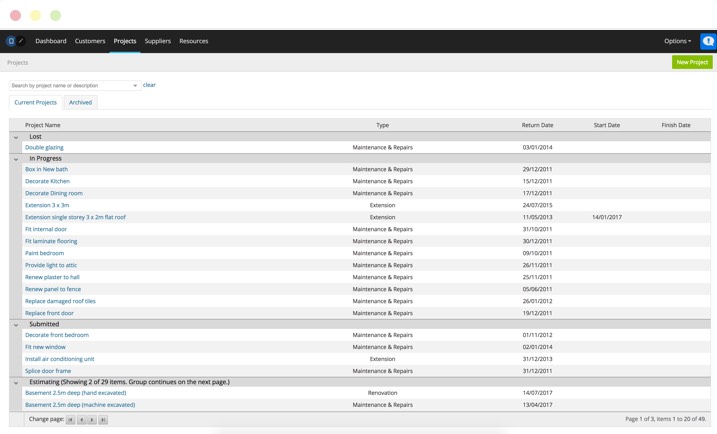 Dashboard Customers Projects Suppliers Resources Options
Projects New Project
Search by project name or description clear
Current Projects Archived
Project Name Type Return Date Start Date Finish Date
Lost
Double glazing Maintenance & Repairs 03/01/2014
In Progress
Box in New bath Maintenance & Repairs 29/12/2011
Decorate Kitchen Maintenance & Repairs 15/12/2011
Decorate Dining room Maintenance & Repairs 17/12/2011
Extension 3 x 3m Extension 24/07/2015
Extension single storey 3 x 2m flat roof Extension 11/05/2013 14/01/2017
Fit internal door Maintenance & Repairs 31/10/2011
Fit laminate flooring Maintenance & Repairs 30/12/2011
Paint bedroom Maintenance & Repairs 09/10/2011
Provide light to attic Maintenance & Repairs 26/11/2011
Renew plaster to hall Maintenance & Repairs 25/11/2011
Renew panel to fence Maintenance & Repairs 05/06/2011
Replace damaged roof tiles Maintenance & Repairs 26/01/2012
Replace front door Maintenance & Repairs 19/12/2011
Submitted
Decorate front bedroom Maintenance & Repairs 01/11/2012
Fit new window Maintenance & Repairs 02/01/2014
Install air conditioning unit Extension 31/12/2013
Splice door frame Maintenance & Repairs 31/12/2011
Estimating (Showing 2 of 29 items. Group continues on the next page.)
Basement 2.5m deep (hand excavated) Renovation 14/07/2017
Basement 2.5m deep (machine excavated) Maintenance & Repairs 13/04/2017
Change page: Page 1 of 3, items 1 to 20 of 49.